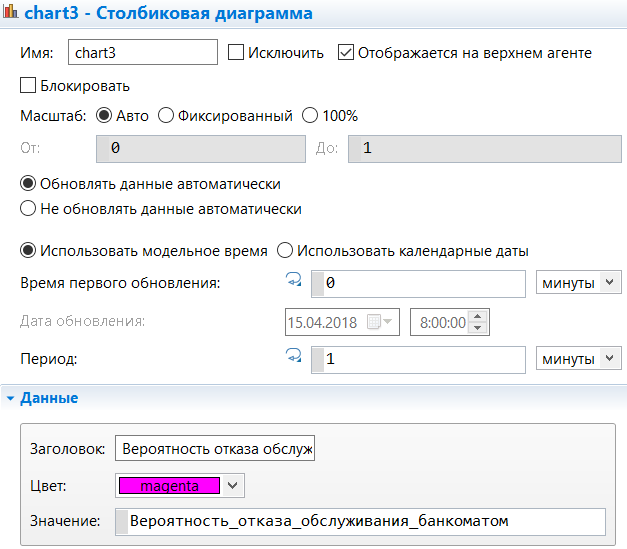 chart3 - Столбиковая диаграмма
Имя: chart3 Исключить Отображается на верхнем агенте
Блокировать
Масштаб: Авто Фиксированный 100%
От: 0 До: 1
Обновлять данные автоматически
Не обновлять данные автоматически
Использовать модельное время Использовать календарные даты
Время первого обновления: 0 минуты
Дата обновления: 15.04.2018 8:00:00
Период: 1 минуты
Данные
Заголовок: Вероятность отказа обслуж
Цвет: magenta
Значение: Вероятность_отказа_обслуживания_банкоматом